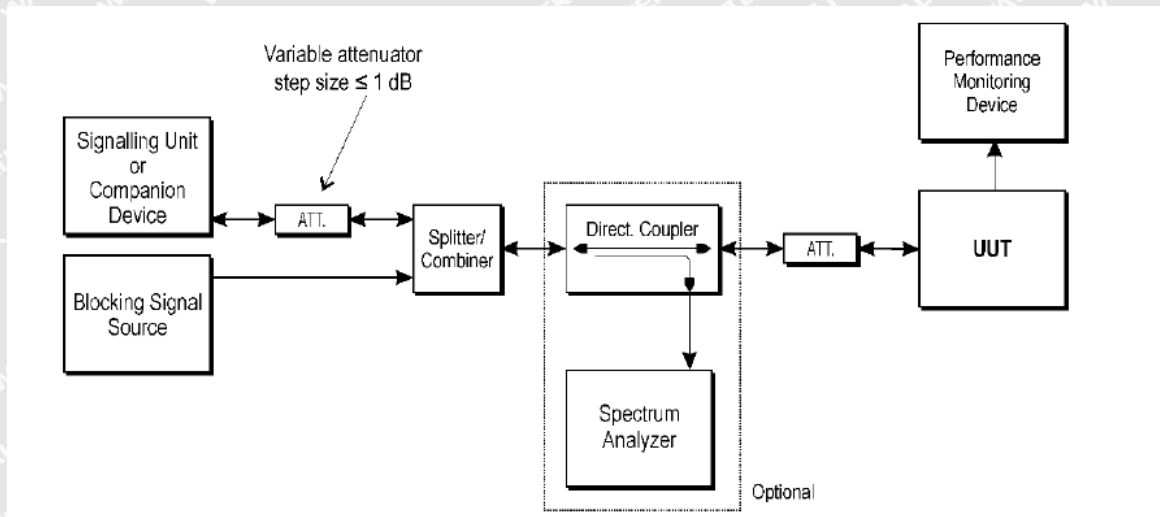 Variable attenuator
step size ≤ 1 dB
Signalling Unit
or
Companion
Device
ATT.
Splitter/
Combiner
Blocking Signal
Source
Direct. Coupler
Spectrum
Analyzer
Optional
ATT.
UUT
Performance
Monitoring
Device